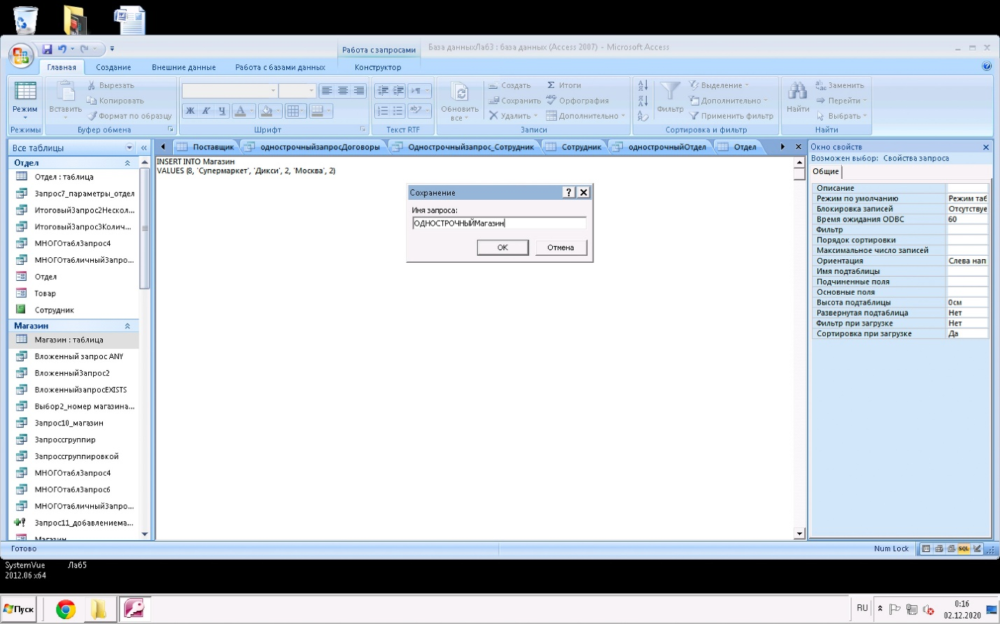 Работа с запросами
База данныхЛаб3 : база данных (Access 2007) - Microsoft Access
Главная
Создание
Внешние данные
Работа с базами данных
Конструктор
Режим
Режимы
Вставить
Вырезать
Копировать
Формат по образцу
Буфер обмена
Ж К Ч
Шрифт
Текст RTF
Обновить
все
Создать
Сохранить
Удалить
Итоги
Орфография
Дополнительно
Записи
Фильтр
Выделение
Дополнительно
Применить фильтр
Сортировка и фильтр
Найти
Заменить
Перейти
Выбрать
Найти
Все таблицы
Отдел
Отдел : таблица
Запрос7_параметры_отдел
ИтоговыйЗапрос2Нескол...
ИтоговыйЗапрос3Колич...
МНОГОтаблЗапрос4
МНОГОтабличныйЗапро...
Отдел
Товар
Сотрудник
Магазин
Магазин : таблица
Вложенный запрос ANY
ВложенныйЗапрос2
ВложенныйзапросEXISTS
Выбор2_номер магазина...
Запрос10_магазин
Запроссгруппир
Запроссгруппировкой
МНОГОтаблЗапрос4
МНОГОтаблЗапрос6
МНОГОтабличныйЗапро...
Запрос11_добавлениема...
Магазин
Поставщик
однострочныйзапросДоговоры
Однострочныйзапрос_Сотрудник
Сотрудник
однострочныйОтдел
Отдел
INSERT INTO Магазин
VALUES (8, 'Супермаркет', 'Дикси', 2, 'Москва', 2)
Сохранение
Имя запроса:
ОДНОСТРОЧНЫЙМагазин
ОК
Отмена
Окно свойств
Возможен выбор: Свойства запроса
Общие
Описание
Режим по умолчанию Режим таб
Блокировка записей Отсутствуе
Время ожидания ODBC 60
Фильтр
Порядок сортировки
Максимальное число записей
Ориентация Слева нап
Имя подтаблицы
Подчиненные поля
Основные поля
Высота подтаблицы 0см
Развернутая подтаблица Нет
Фильтр при загрузке Нет
Сортировка при загрузке Да
Готово
Num Lock
SQL
SystemVue
2012.06 x64
Лаб5
Пуск
RU
0:16
02.12.2020